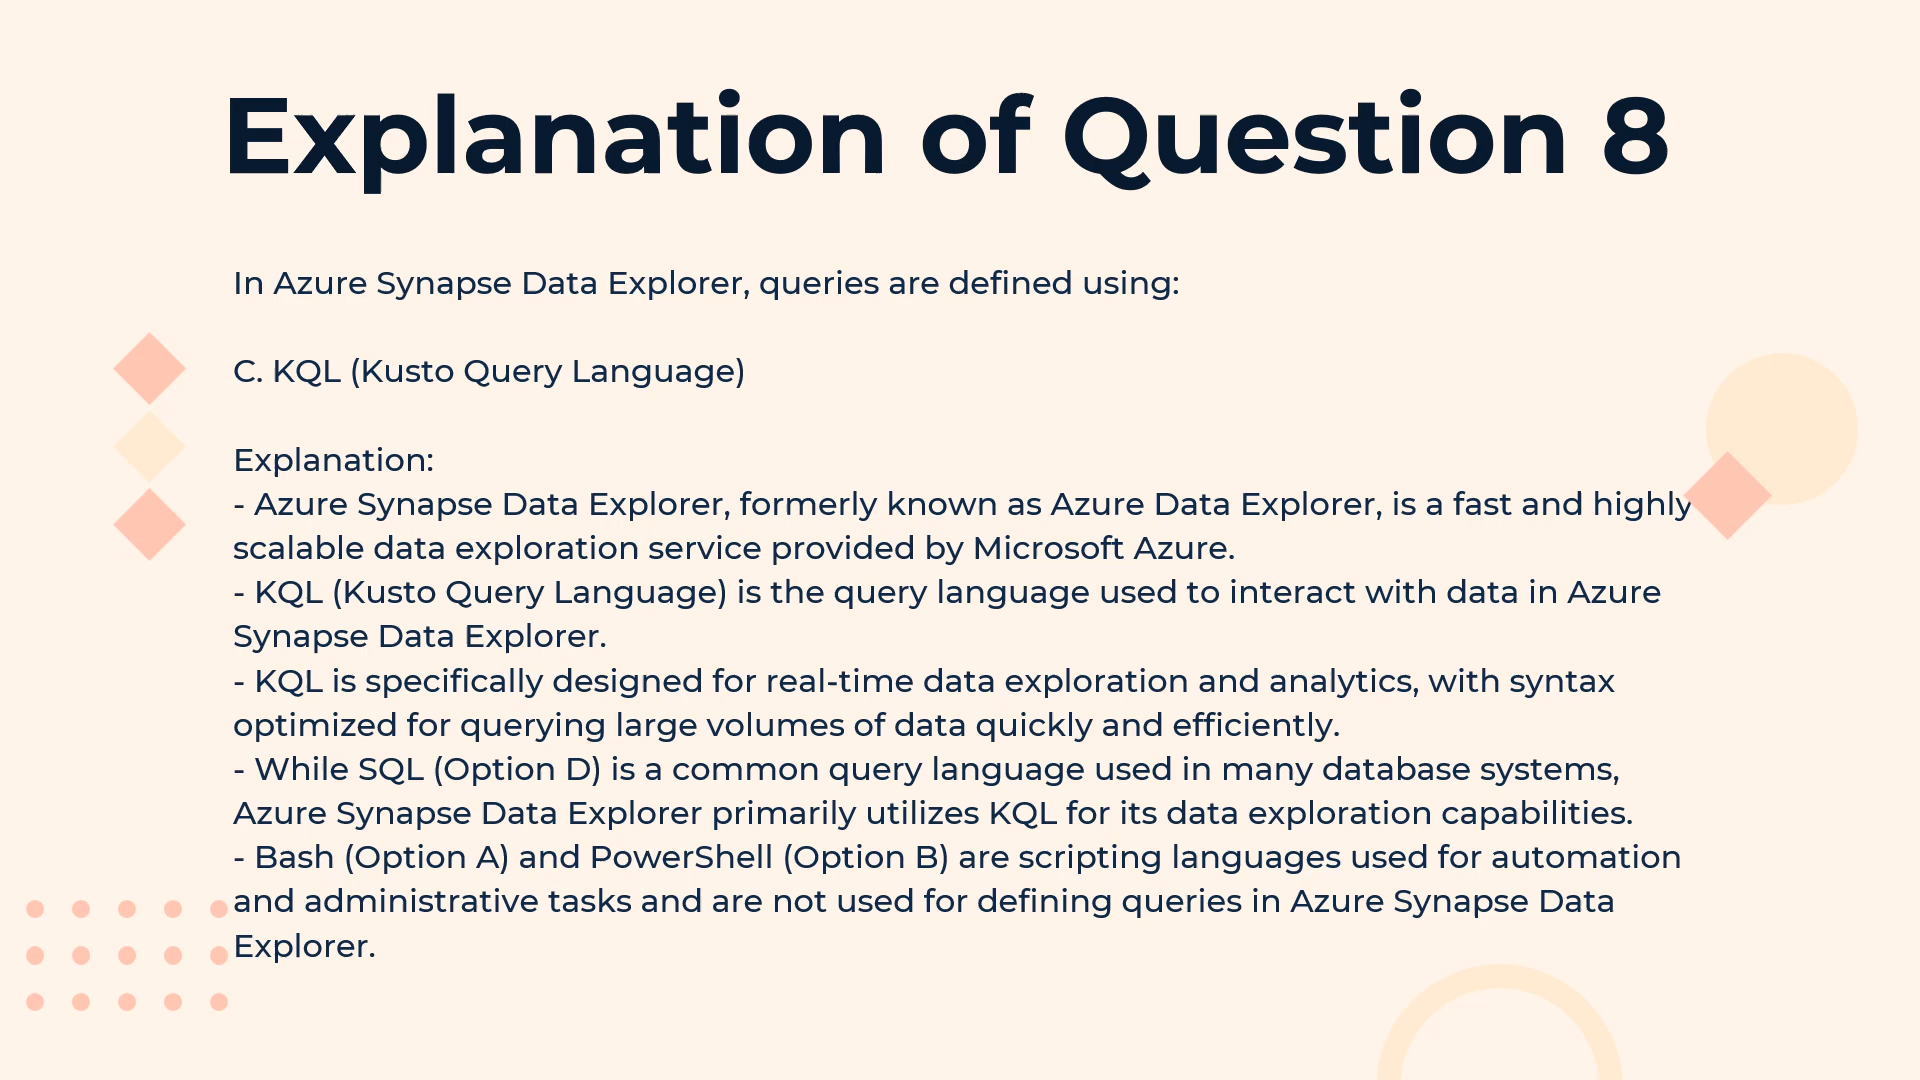 Explanation of Question 8
In Azure Synapse Data Explorer, queries are defined using:
C. KQL (Kusto Query Language)
Explanation:
- Azure Synapse Data Explorer, formerly known as Azure Data Explorer, is a fast and highly
scalable data exploration service provided by Microsoft Azure.
- KQL (Kusto Query Language) is the query language used to interact with data in Azure
Synapse Data Explorer.
- KQL is specifically designed for real-time data exploration and analytics, with syntax
optimized for querying large volumes of data quickly and efficiently.
- While SQL (Option D) is a common query language used in many database systems,
Azure Synapse Data Explorer primarily utilizes KQL for its data exploration capabilities.
- Bash (Option A) and PowerShell (Option B) are scripting languages used for automation
and administrative tasks and are not used for defining queries in Azure Synapse Data
Explorer.